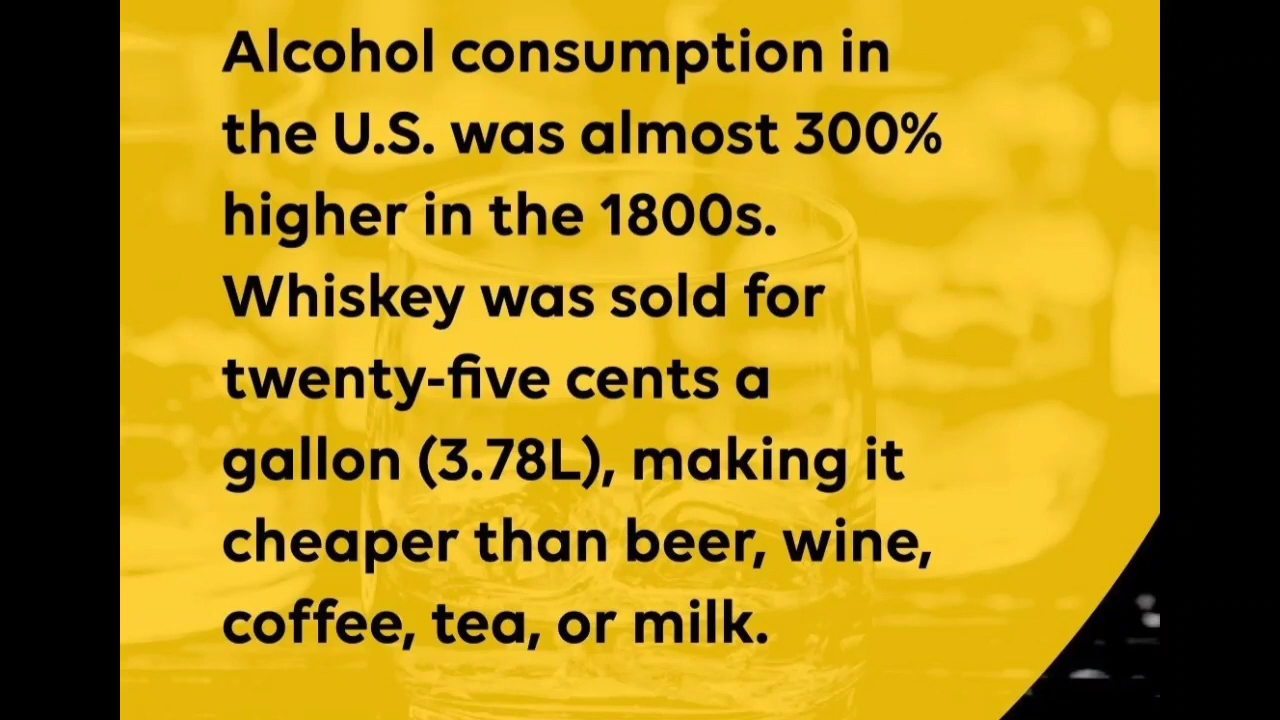 Alcohol consumption in
the U.S. was almost 300%
higher in the 1800s.
Whiskey was sold for
twenty-five cents a
gallon (3.78L), making it
cheaper than beer, wine,
coffee, tea, or milk.